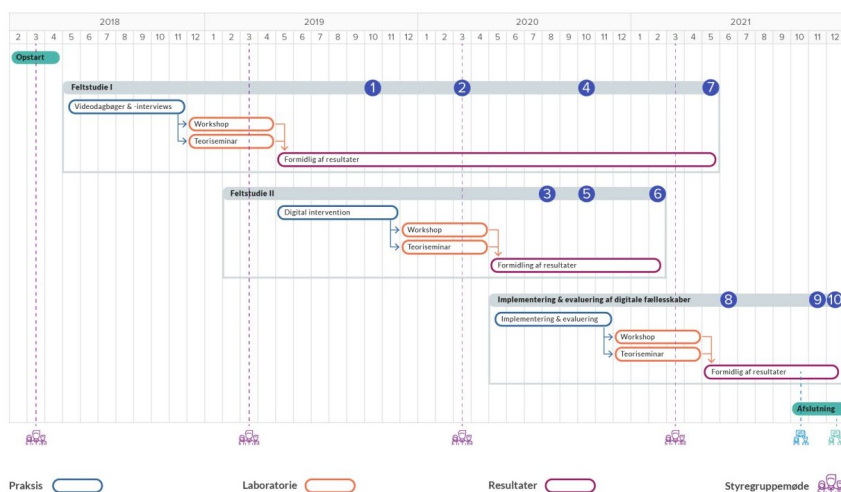 2018 2019 2020 2021
2 3 4 5 6 7 8 9 10 11 12 1 2 3 4 5 6 7 8 9 10 11 12 1 2 3 4 5 6 7 8 9 10 11 12 1 2 3 4 5 6 7 8 9 10 11 12
Opstart
Feltstudie I 1 2 4 7
Videodagbøger & -interviews
Workshop
Teoriseminar
Formidlig af resultater
Feltstudie II 3 5 6
Digital intervention
Workshop
Teoriseminar
Formidling af resultater
Implementering & evaluering af digitale fællesskaber 8 9 10
Implementering & evaluering
Workshop
Teoriseminar
Formidlig af resultater
Afslutning
Praksis Laboratorie Resultater Styregruppemøde